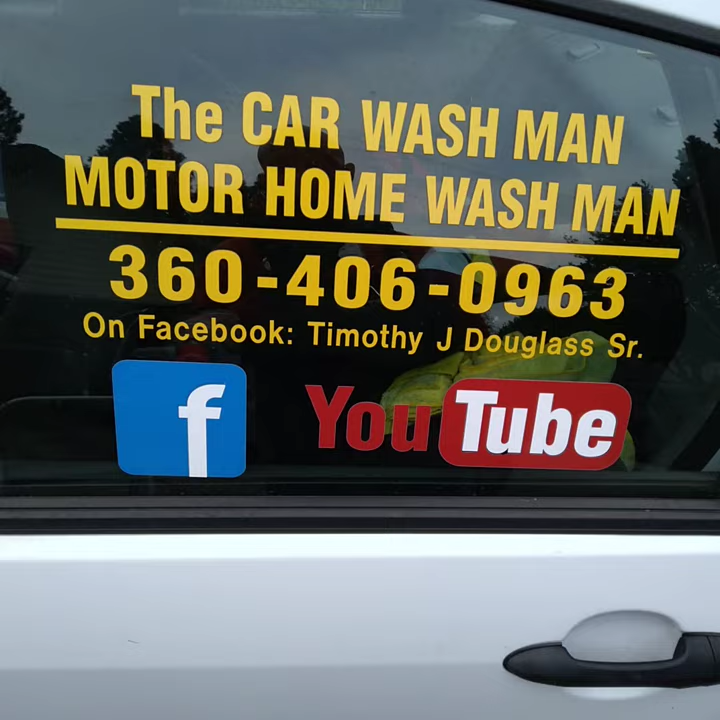 The CAR WASH MAN
MOTOR HOME WASH MAN
360-406-0963
On Facebook: Timothy J Douglass Sr.
f YouTube